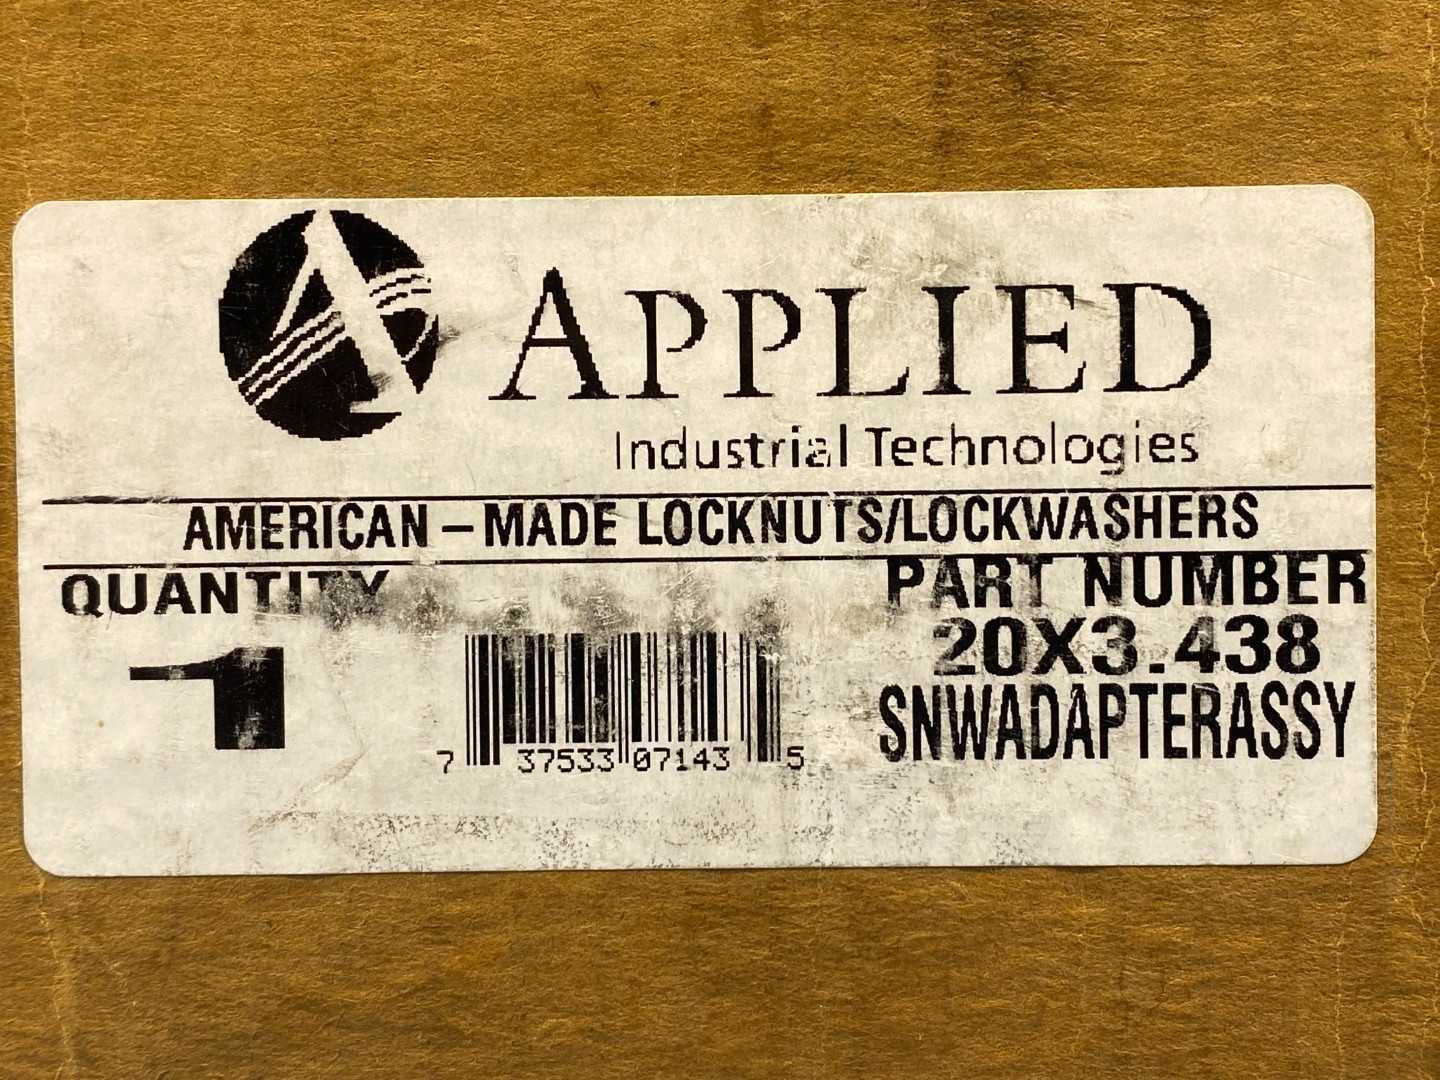 APPLIED
Industrial Technologies
AMERICAN-MADE LOCKNUTS/LOCKWASHERS
QUANTITY
1
PART NUMBER
20X3.438
SNWADAPTERASSY
7 37533 07143 5